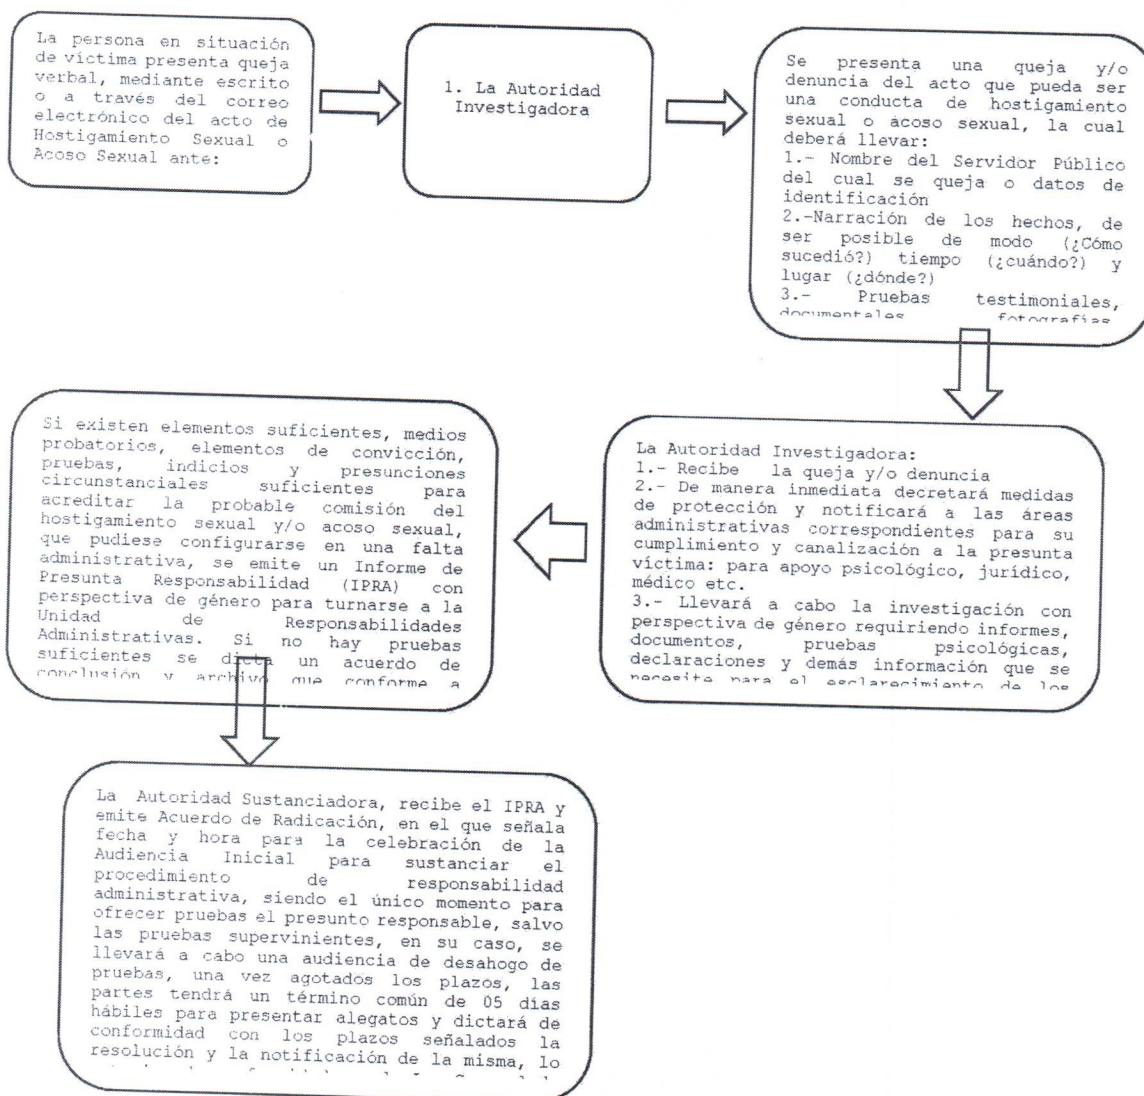 La persona en situación
de víctima presenta queja
verbal, mediante escrito
o a través del correo
electrónico del acto de
Hostigamiento Sexual o
Acoso Sexual ante:
1. La Autoridad
Investigadora
Se presenta una queja y/o
denuncia del acto que pueda ser
una conducta de hostigamiento
sexual o acoso sexual, la cual
deberá llevar:
1.- Nombre del Servidor Público
del cual se queja o datos de
identificación
2.-Narración de los hechos, de
ser posible de modo (¿Cómo
sucedió?) tiempo (¿cuándo?) y
lugar (¿dónde?)
3.- Pruebas testimoniales,
documentales fotografías
Si existen elementos suficientes, medios
probatorios, elementos de convicción,
pruebas, indicios y presunciones
circunstanciales suficientes para
acreditar la probable comisión del
hostigamiento sexual y/o acoso sexual,
que pudiese configurarse en una falta
administrativa, se emite un Informe de
Presunta Responsabilidad (IPRA) con
perspectiva de género para turnarse a la
Unidad de Responsabilidades
Administrativas. Si no hay pruebas
suficientes se dicta un acuerdo de
conclusión y archivo que conforme a
La Autoridad Investigadora:
1.- Recibe la queja y/o denuncia
2.- De manera inmediata decretará medidas
de protección y notificará a las áreas
administrativas correspondientes para su
cumplimiento y canalización a la presunta
víctima: para apoyo psicológico, jurídico,
médico etc.
3.- Llevará a cabo la investigación con
perspectiva de género requiriendo informes,
documentos, pruebas psicológicas,
declaraciones y demás información que se
necesite para el esclarecimiento de los
La Autoridad Sustanciadora, recibe el IPRA y
emite Acuerdo de Radicación, en el que señala
fecha y hora para la celebración de la
Audiencia Inicial para sustanciar el
procedimiento de responsabilidad
administrativa, siendo el único momento para
ofrecer pruebas el presunto responsable, salvo
las pruebas supervinientes, en su caso, se
llevará a cabo una audiencia de desahogo de
pruebas, una vez agotados los plazos, las
partes tendrá un término común de 05 días
hábiles para presentar alegatos y dictará de
conformidad con los plazos señalados la
resolución y la notificación de la misma, lo